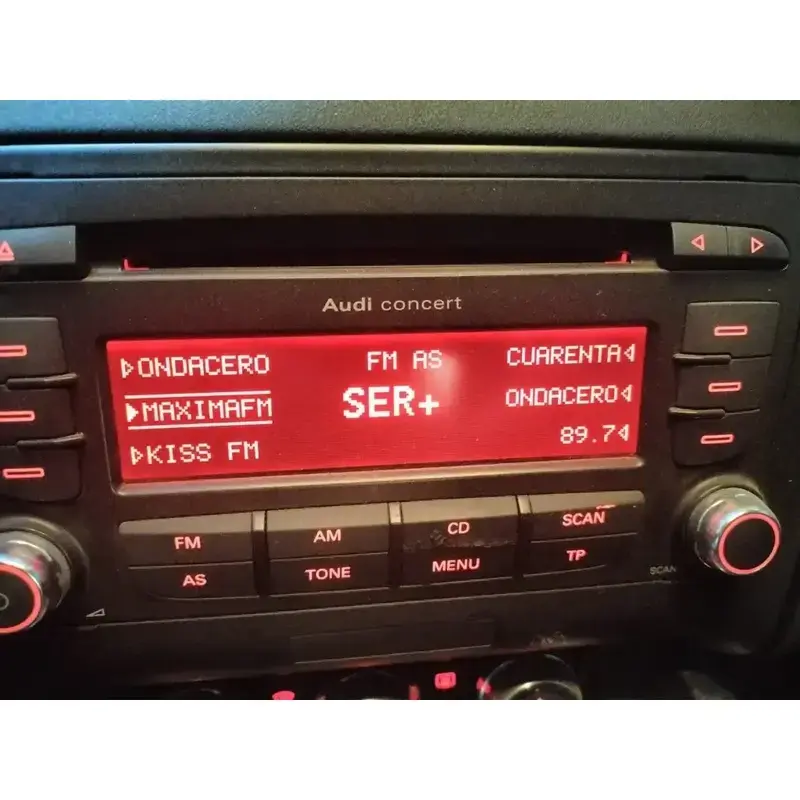 Audi concert
ONDACERO FM AS CUARENTA
MAXIMAFM SER+ ONDACERO
KISS FM 89.7
FM AM CD SCAN
AS TONE MENU TP
SCAN